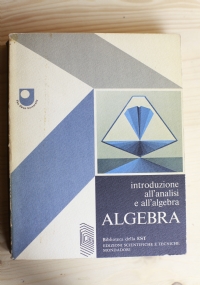 introduzione
all'analisi
e all'algebra
ALGEBRA
Biblioteca della EST
EDIZIONI SCIENTIFICHE E TECNICHE
MONDADORI